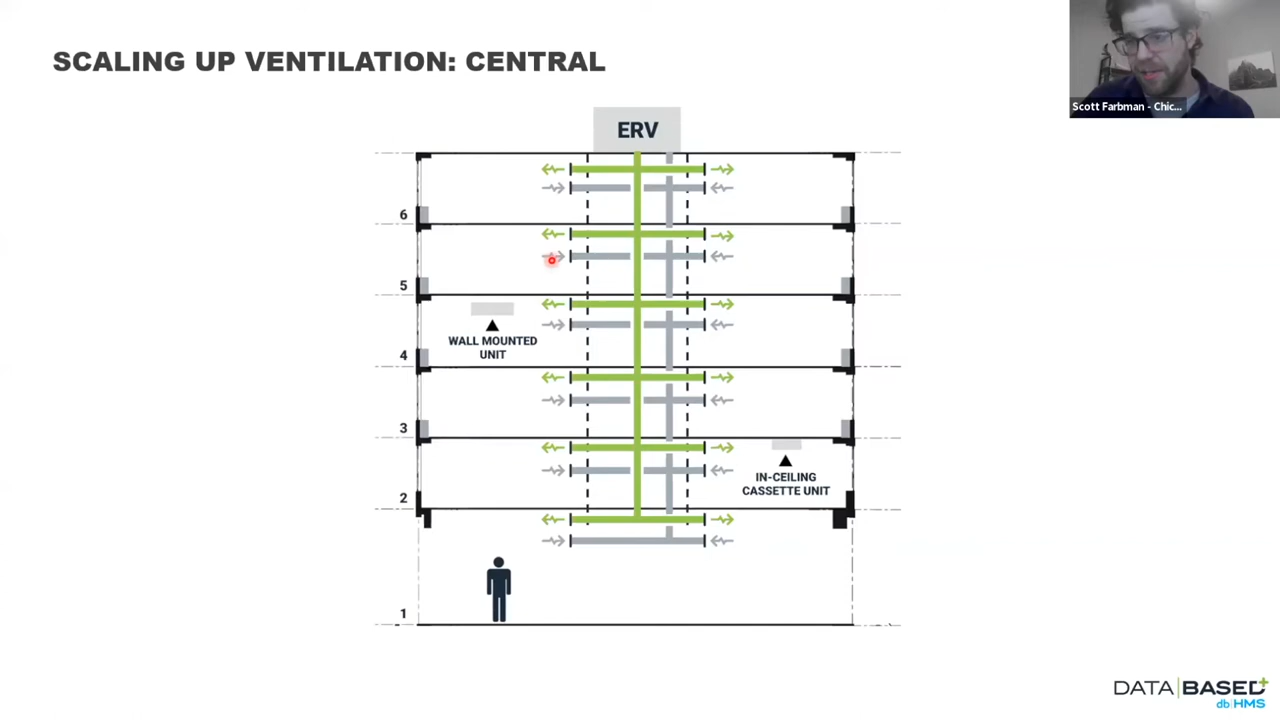 SCALING UP VENTILATION: CENTRAL
Scott Farbman - Chic...
ERV
6
5
WALL MOUNTED
UNIT
4
3
IN-CEILING
CASSETTE UNIT
2
1
DATA|BASED+
db|HMS